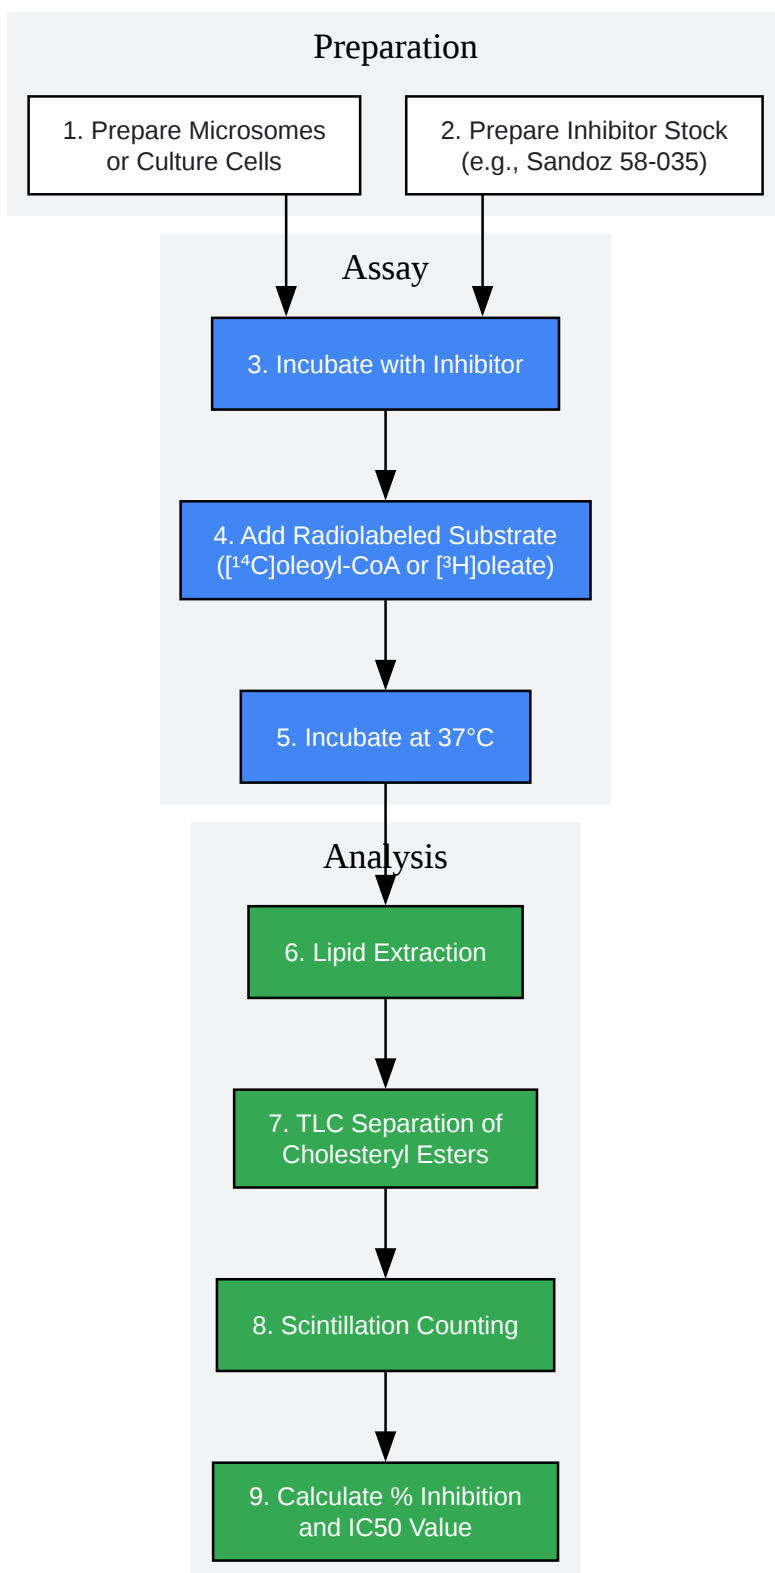 Preparation
1. Prepare Microsomes
or Culture Cells
2. Prepare Inhibitor Stock
(e.g., Sandoz 58-035)
Assay
3. Incubate with Inhibitor
4. Add Radiolabeled Substrate
([¹⁴C]oleoyl-CoA or [³H]oleate)
5. Incubate at 37°C
Analysis
6. Lipid Extraction
7. TLC Separation of
Cholesteryl Esters
8. Scintillation Counting
9. Calculate % Inhibition
and IC50 Value